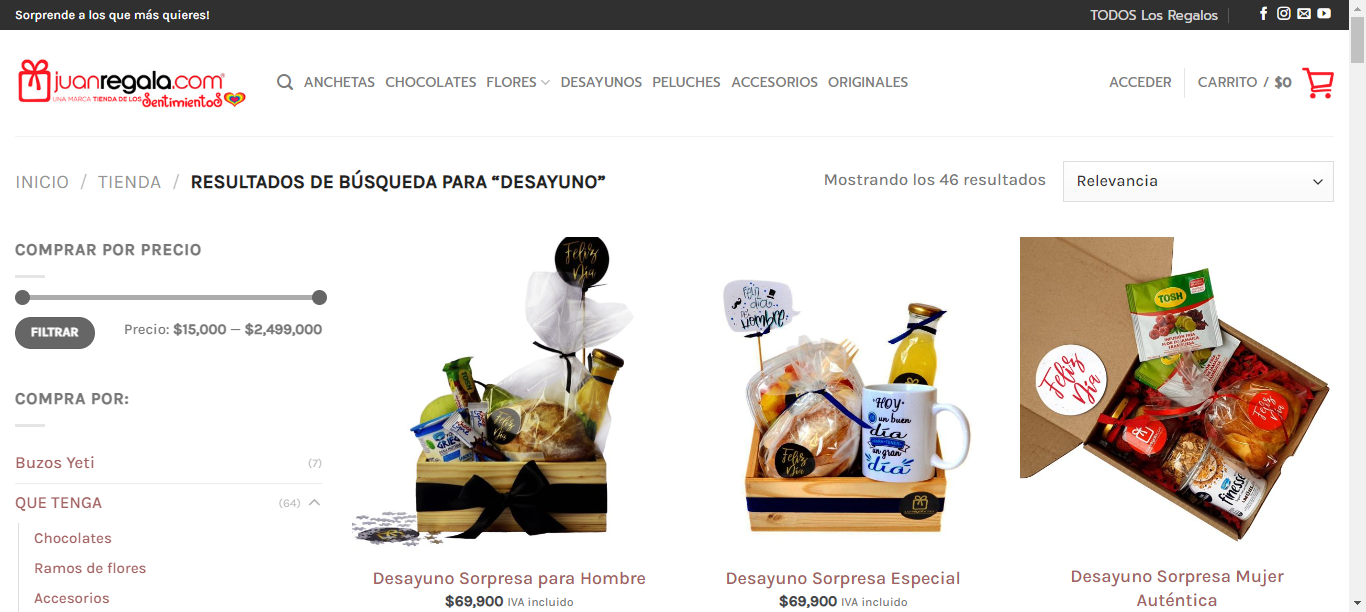 Sorprende a los que más quieres!
TODOS Los Regalos
juanregala.com®
UNA MARCA TIENDA DE LOS
Sentimientos
ANCHETAS CHOCOLATES FLORES DESAYUNOS PELUCHES ACCESORIOS ORIGINALES
ACCEDER
CARRITO / $0
INICIO / TIENDA / RESULTADOS DE BÚSQUEDA PARA “DESAYUNO”
Mostrando los 46 resultados
Relevancia
COMPRAR POR PRECIO
FILTRAR
Precio: $15,000 — $2,499,000
COMPRA POR:
Buzos Yeti (7)
QUE TENGA (64)
Chocolates
Ramos de flores
Accesorios
Feliz
Día
Feliz
Día
Desayuno Sorpresa para Hombre
$69,900 IVA incluido
FELIZ
día
Hombre
HOY
un buen
día
un gran
día
Feliz
Día
Desayuno Sorpresa Especial
$69,900 IVA incluido
TOSH
Feliz
Día
Feliz
Día
finesse
Desayuno Sorpresa Mujer
Auténtica